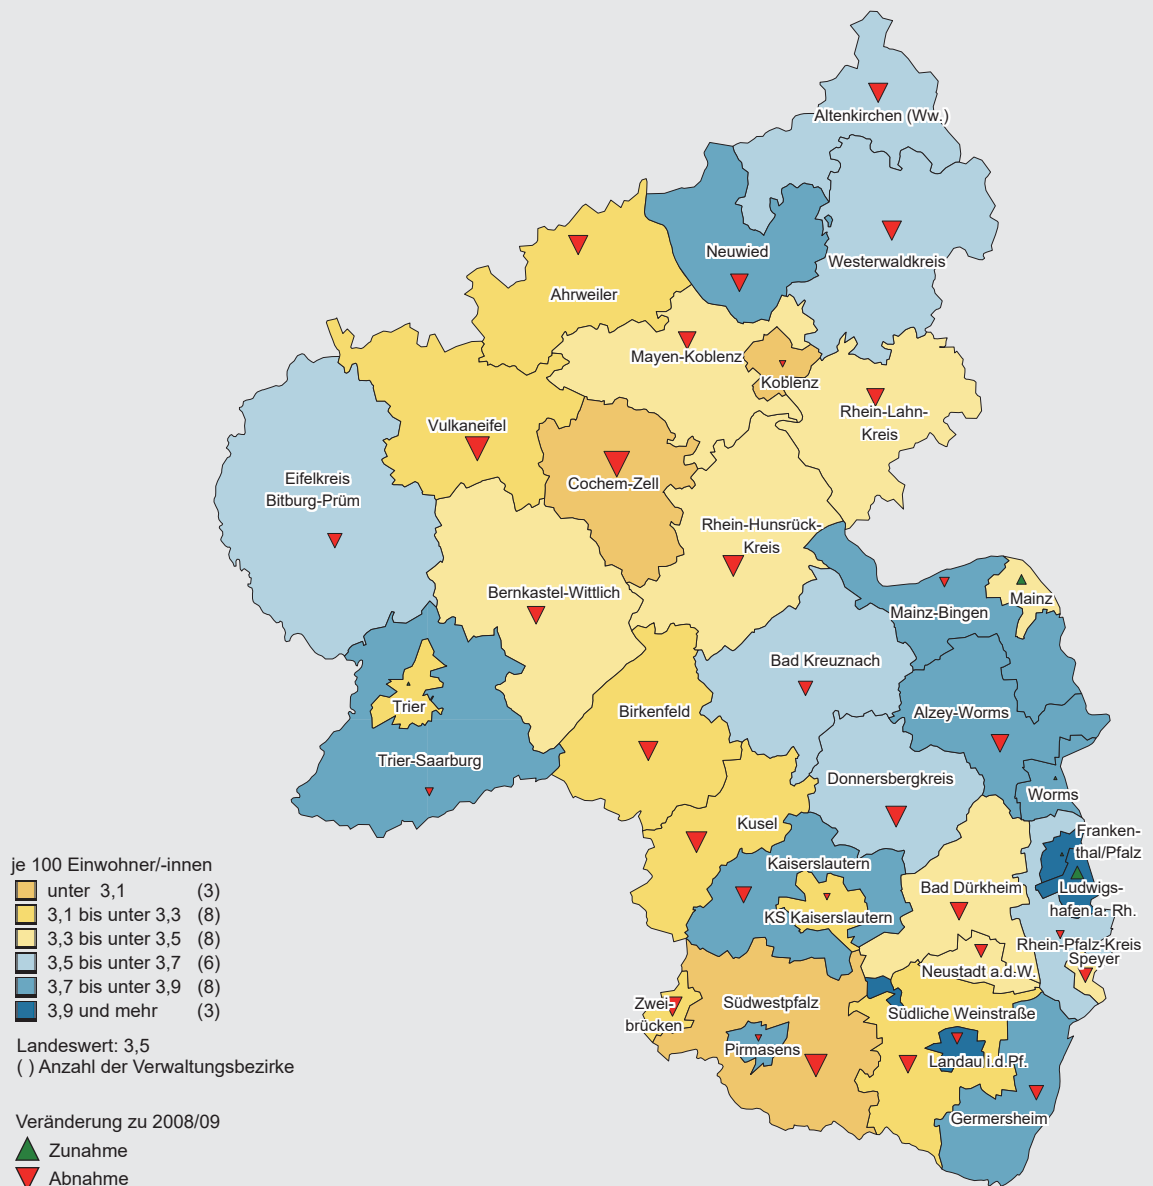 Altenkirchen (Ww.)
Neuwied
Westerwaldkreis
Ahrweiler
Mayen-Koblenz
Koblenz
Rhein-Lahn-
Kreis
Vulkaneifel
Cochem-Zell
Eifelkreis
Bitburg-Prüm
Rhein-Hunsrück-
Kreis
Bernkastel-Wittlich
Mainz
Mainz-Bingen
Bad Kreuznach
Trier
Birkenfeld
Alzey-Worms
Trier-Saarburg
Donnersbergkreis
Worms
Kusel
Franken-
thal/Pfalz
Kaiserslautern
Bad Dürkheim
Ludwigs-
hafen a. Rh.
KS Kaiserslautern
Rhein-Pfalz-Kreis
Speyer
Neustadt a.d.W.
Zwei-
brücken
Südwestpfalz
Südliche Weinstraße
Pirmasens
Landau i.d.Pf.
Germersheim
je 100 Einwohner/-innen
unter 3,1 (3)
3,1 bis unter 3,3 (8)
3,3 bis unter 3,5 (8)
3,5 bis unter 3,7 (6)
3,7 bis unter 3,9 (8)
3,9 und mehr (3)
Landeswert: 3,5
( ) Anzahl der Verwaltungsbezirke
Veränderung zu 2008/09
Zunahme
Abnahme